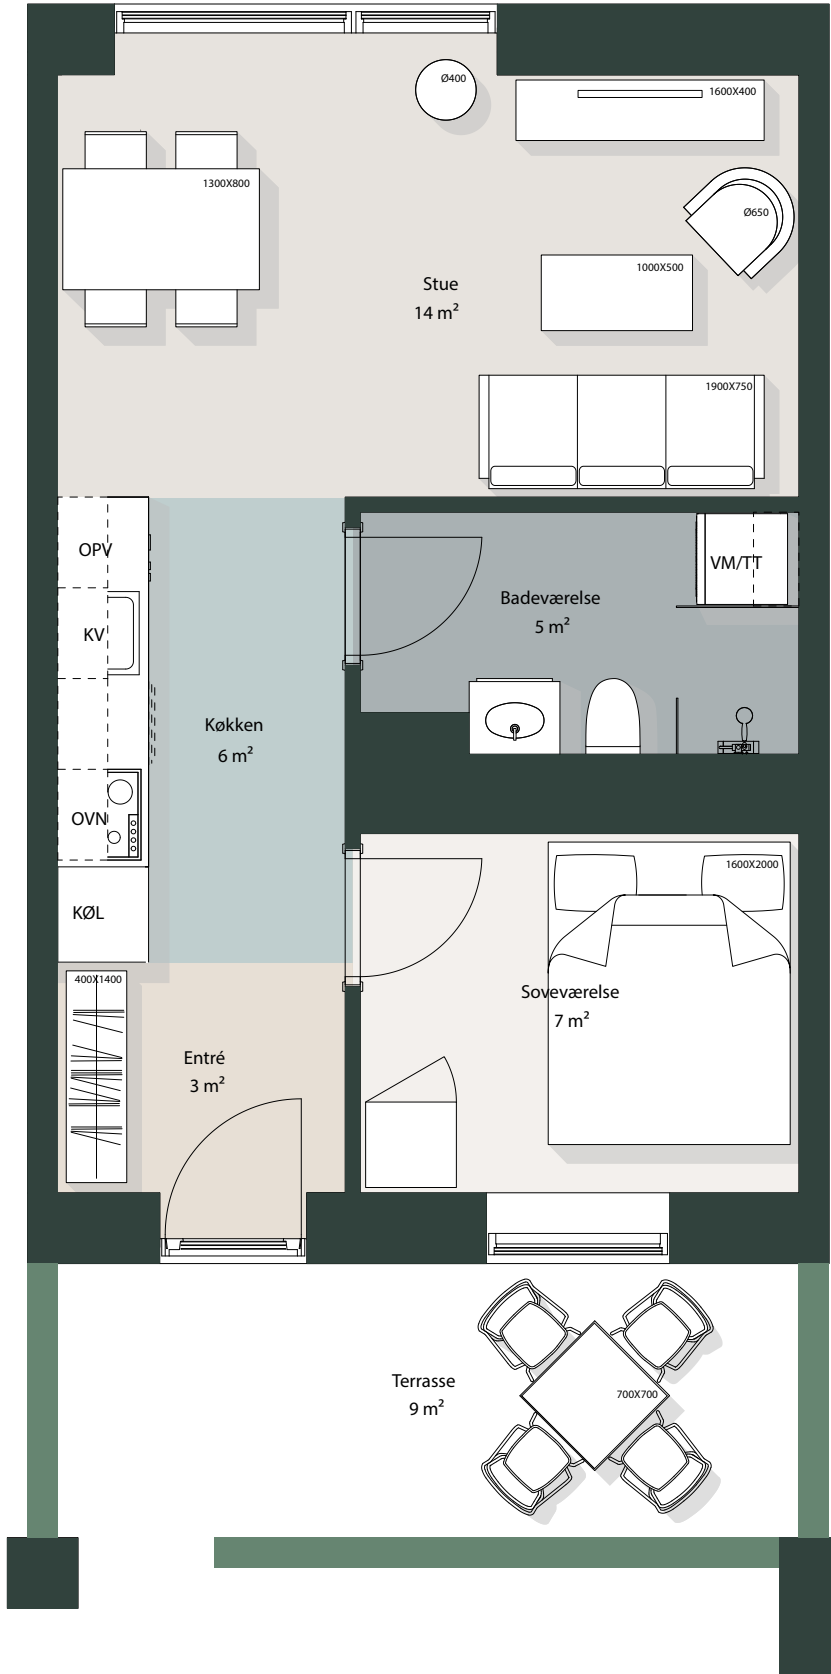 Ø400
1600X400
1300X800
Ø650
1000X500
Stue
14 m²
1900X750
OPV
VM/TT
Badeværelse
5 m²
KV
Køkken
6 m²
OVN
1600X2000
KØL
400X1400
Soveværelse
7 m²
Entré
3 m²
Terrasse
9 m²
700X700